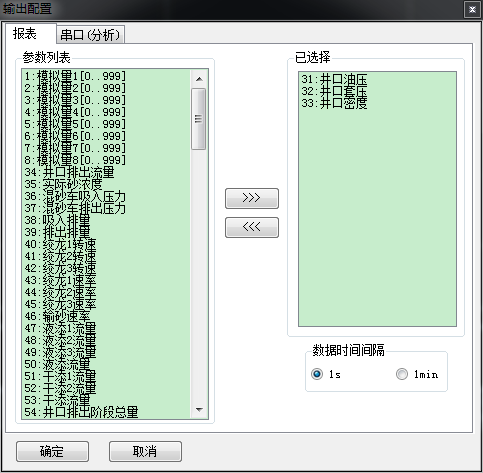 输出配置
报表
串口(分析)
参数列表
1:模拟量1[0..999]
2:模拟量2[0..999]
3:模拟量3[0..999]
4:模拟量4[0..999]
5:模拟量5[0..999]
6:模拟量6[0..999]
7:模拟量7[0..999]
8:模拟量8[0..999]
34:井口排出流量
35:实际砂浓度
36:混砂车吸入压力
37:混砂车排出压力
38:吸入排量
39:排出排量
40:绞龙1转速
41:绞龙2转速
42:绞龙3转速
43:绞龙1速率
44:绞龙2速率
45:绞龙3速率
46:输砂速率
47:液添1流量
48:液添2流量
49:液添3流量
50:液添流量
51:干添1流量
52:干添2流量
53:干添流量
54:井口排出阶段总量
>>>
<<<
已选择
31:井口油压
32:井口套压
33:井口密度
数据时间间隔
1s
1min
确定
取消